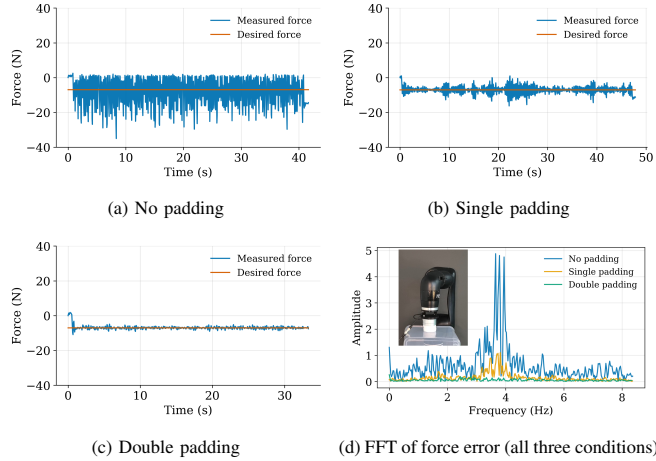 40
20
0
−20
−40
Force (N)
Measured force
Desired force
0
10
20
30
40
Time (s)
(a) No padding
40
20
0
−20
−40
Force (N)
Measured force
Desired force
0
10
20
30
40
50
Time (s)
(b) Single padding
40
20
0
−20
−40
Force (N)
Measured force
Desired force
0
10
20
30
Time (s)
(c) Double padding
5
4
3
2
1
0
Amplitude
No padding
Single padding
Double padding
0
2
4
6
8
Frequency (Hz)
(d) FFT of force error (all three conditions)